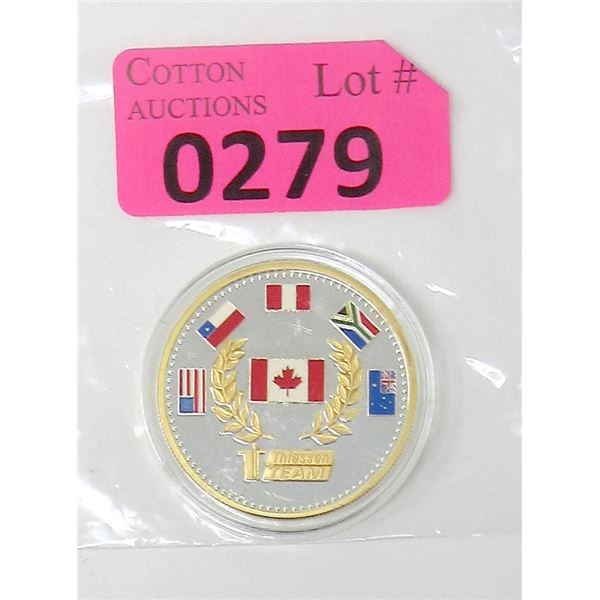 COTTON
AUCTIONS
Lot #
0279
Thiessen
TEAM